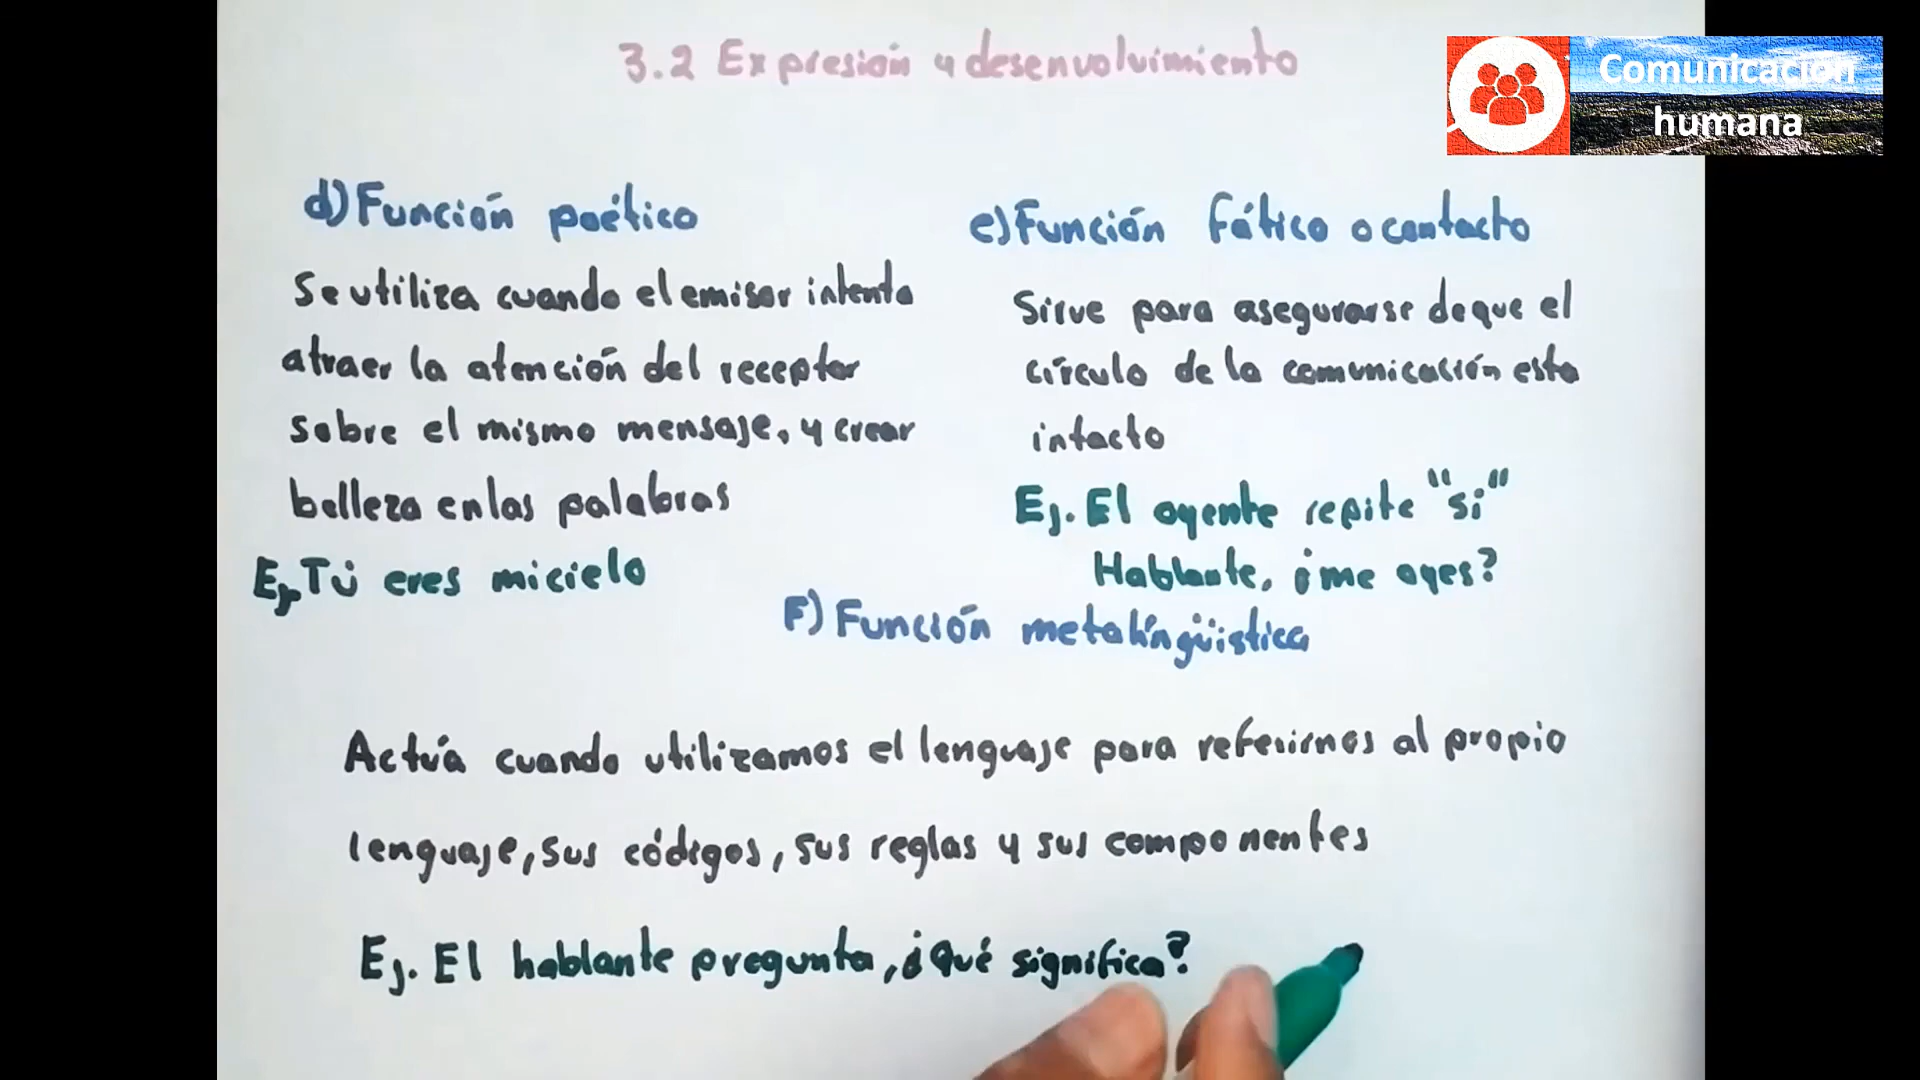 3.2 Expresión y desenvolvimiento
Comunicación
humana
d) Función poético
Se utiliza cuando el emisor intenta
atraer la atención del receptor
sobre el mismo mensaje, y crear
belleza en las palabras
Ej. Tú eres mi cielo
e) Función fático o contacto
Sirve para asegurarse de que el
círculo de la comunicación esta
intacto
Ej. El oyente repite "si"
Hablante, ¿me oyes?
F) Función metalíngüistica
Actúa cuando utilizamos el lenguaje para referirnos al propio
lenguaje, sus códigos, sus reglas y sus componentes
Ej. El hablante pregunta, ¿Qué significa?